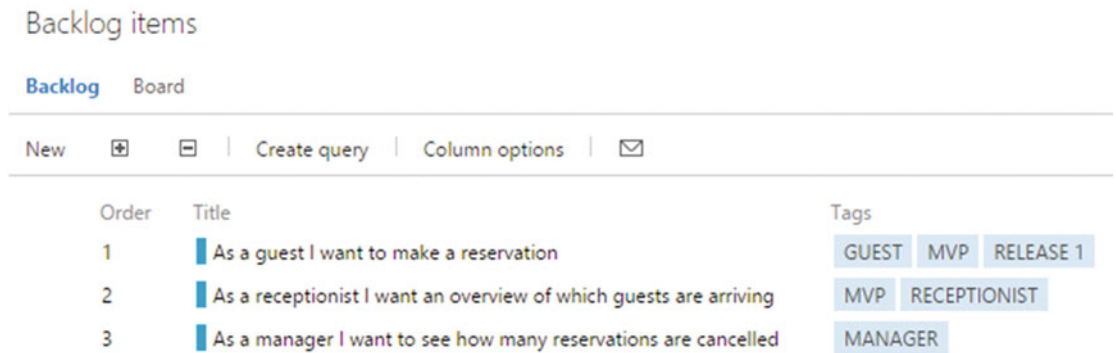 Backlog items
Backlog Board
New Create query Column options
Order Title Tags
1 As a guest I want to make a reservation GUEST MVP RELEASE 1
2 As a receptionist I want an overview of which guests are arriving MVP RECEPTIONIST
3 As a manager I want to see how many reservations are cancelled MANAGER